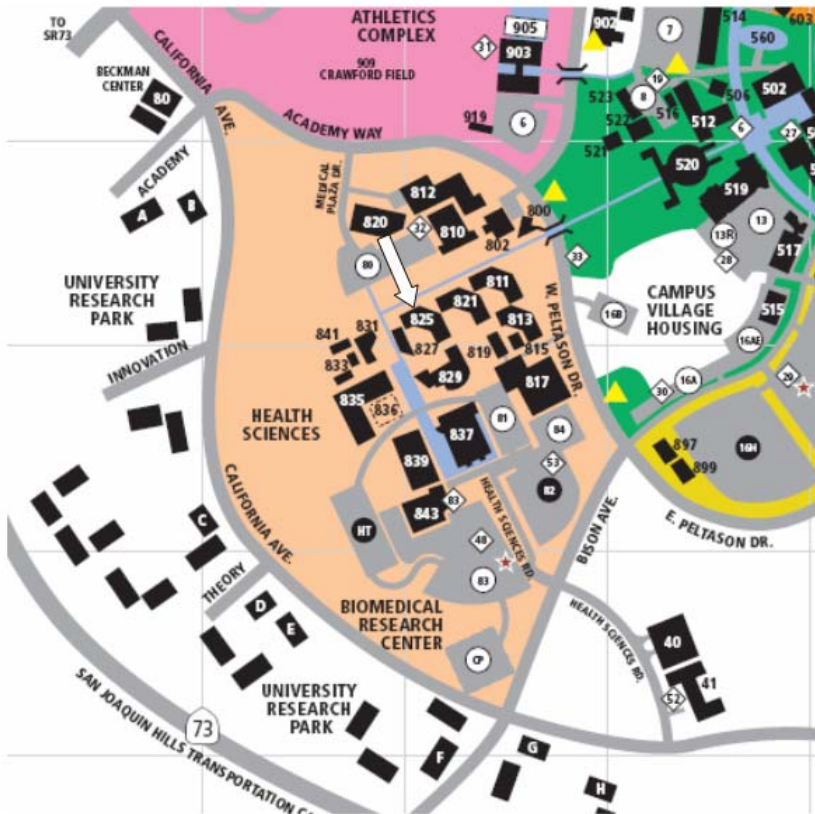 TO
SR73
CALIFORNIA
AVE.
ATHLETICS
COMPLEX
909
CRAWFORD FIELD
905
903
31
902
7
514
560
603
BECKMAN
CENTER
80
ACADEMY WAY
919
6
523
19
8
516
522
521
512
506
502
6
27
520
519
ACADEMY
A
B
MEDICAL
PLAZA DR.
812
820
32
810
802
800
80
33
13
13R
28
517
UNIVERSITY
RESEARCH
PARK
INNOVATION
811
821
825
813
827
819
815
841
831
833
829
817
835
836
W. PELTASON DR.
16B
CAMPUS
VILLAGE
HOUSING
515
16AE
16A
30
29
HEALTH
SCIENCES
837
81
84
839
53
82
83
843
HT
HEALTH SCIENCES RD.
48
83
897
899
16H
E. PELTASON DR.
BISON AVE.
CALIFORNIA AVE.
C
THEORY
D
E
BIOMEDICAL
RESEARCH
CENTER
CP
HEALTH SCIENCES RD.
40
41
52
UNIVERSITY
RESEARCH
PARK
73
SAN JOAQUIN HILLS TRANSPORTATION
F
G
H